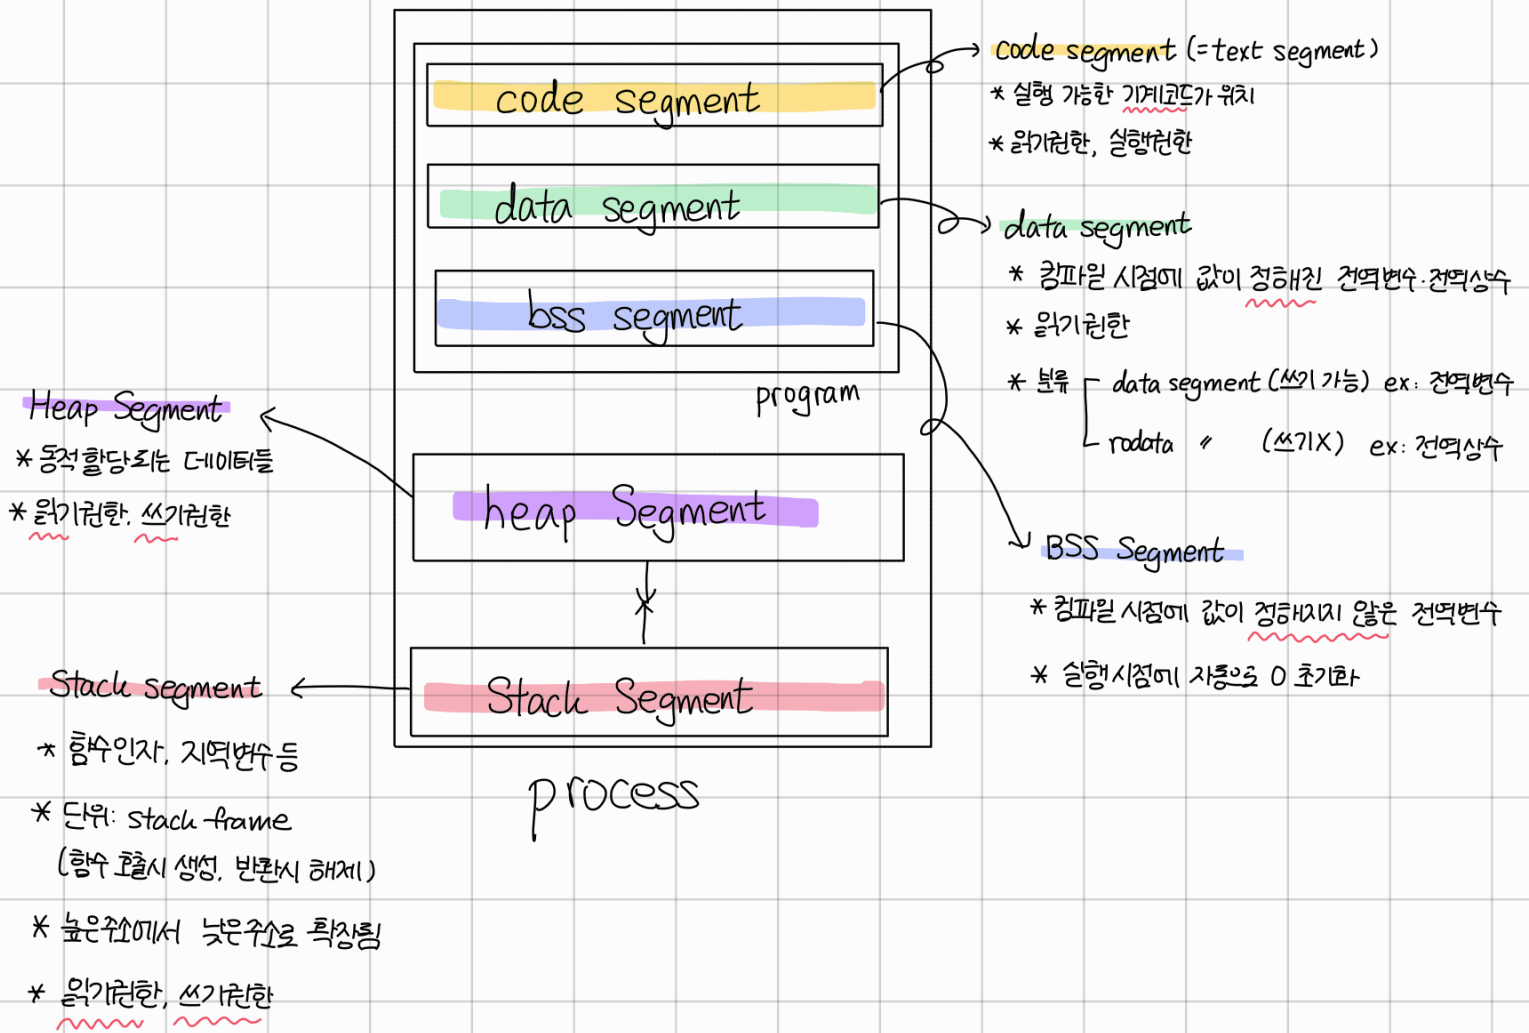 code segment
data segment
bss segment
program
heap Segment
Stack Segment
process
code segment (=text segment)
* 실행 가능한 기계코드가 위치
* 읽기권한, 실행권한
data segment
* 컴파일 시점에 값이 정해진 전역변수·전역상수
* 읽기권한
* 분류 data segment (쓰기 가능) ex: 전역변수
rodata 〃 (쓰기X) ex: 전역상수
BSS Segment
* 컴파일 시점에 값이 정해지지 않은 전역변수
* 실행시점에 자동으로 0 초기화
Heap Segment
* 동적할당되는 데이터들
* 읽기권한, 쓰기권한
Stack segment
* 함수인자, 지역변수 등
* 단위: stack frame
(함수 호출시 생성, 반환시 해제)
* 높은주소에서 낮은주소로 확장됨
* 읽기권한, 쓰기권한